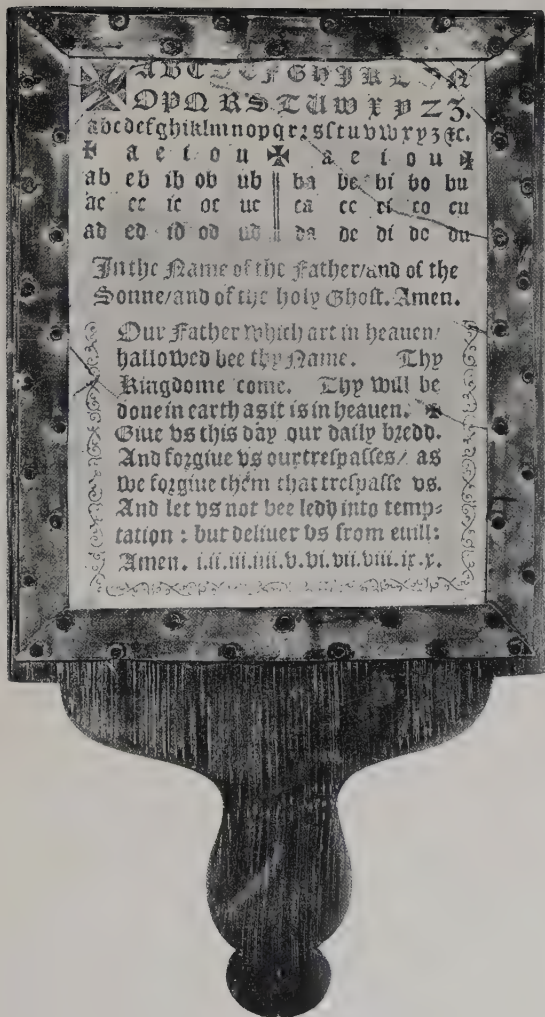 ✠ A B C D E F G H I K L M N
O P Q R S T U W X Y Z Z.
abcdefghiklmnopqrꝛsſtuvwxyz &c.
✠ a e i o u ✠ a e i o u ✠
ab eb ib ob ub ‖ ba be bi bo bu
ac ec ic oc uc ‖ ca ce ci co cu
ad ed id od ud ‖ da de di do du
In the Name of the Father/and of the
Sonne/and of the holy Ghoſt. Amen.
Our Father which art in heauen/
hallowed bee thy Name. Thy
Kingdome come. Thy will be
done in earth as it is in heauen. ✠
Giue vs this day our daily bredd.
And forgiue vs our treſpaſſes/ as
we forgiue them that treſpaſſe vs.
And let vs not bee ledd into temp⸗
tation : but deliuer vs from euill:
Amen. i.ii.iii.iiii.v.vi.vii.viii.ix.x.